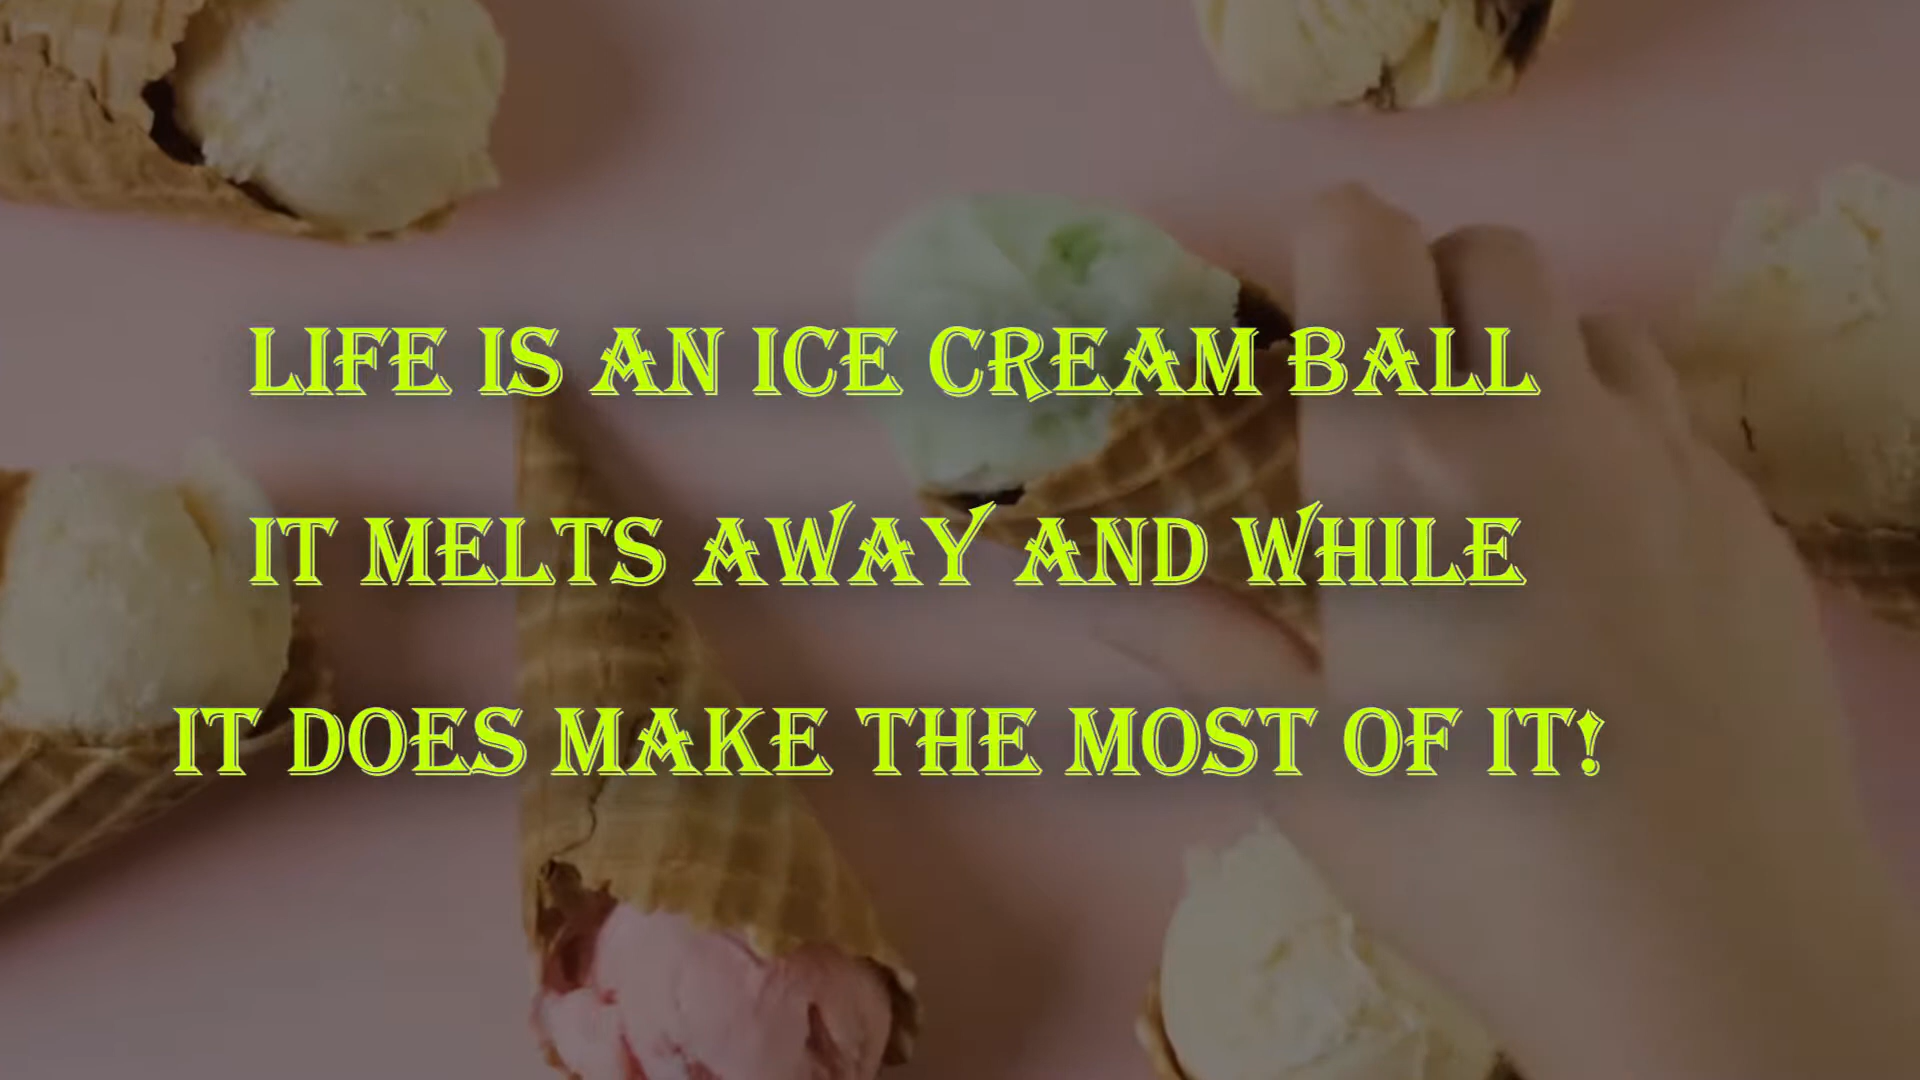 LIFE IS AN ICE CREAM BALL
IT MELTS AWAY AND WHILE
IT DOES MAKE THE MOST OF IT!